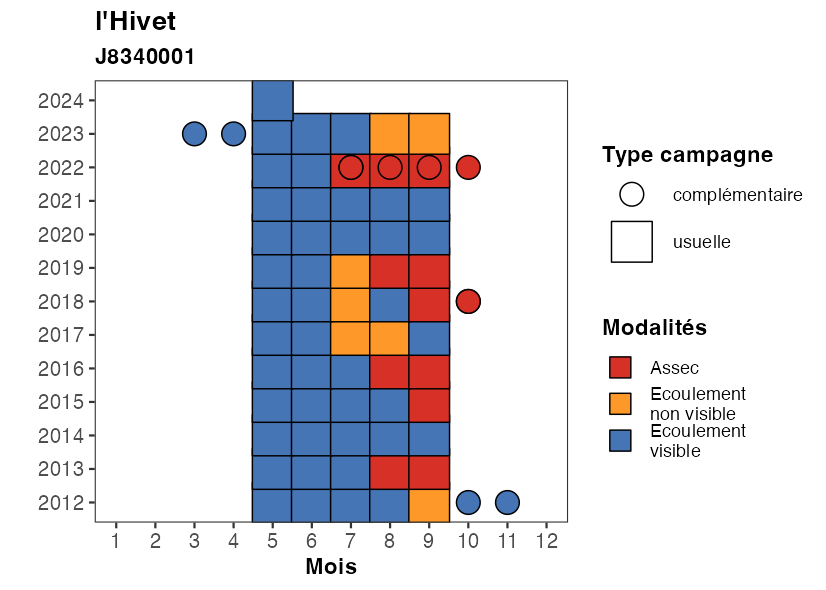 l'Hivet
J8340001
2024
2023
2022
2021
2020
2019
2018
2017
2016
2015
2014
2013
2012
1 2 3 4 5 6 7 8 9 10 11 12
Mois
Type campagne
complémentaire
usuelle
Modalités
Assec
Ecoulement
non visible
Ecoulement
visible